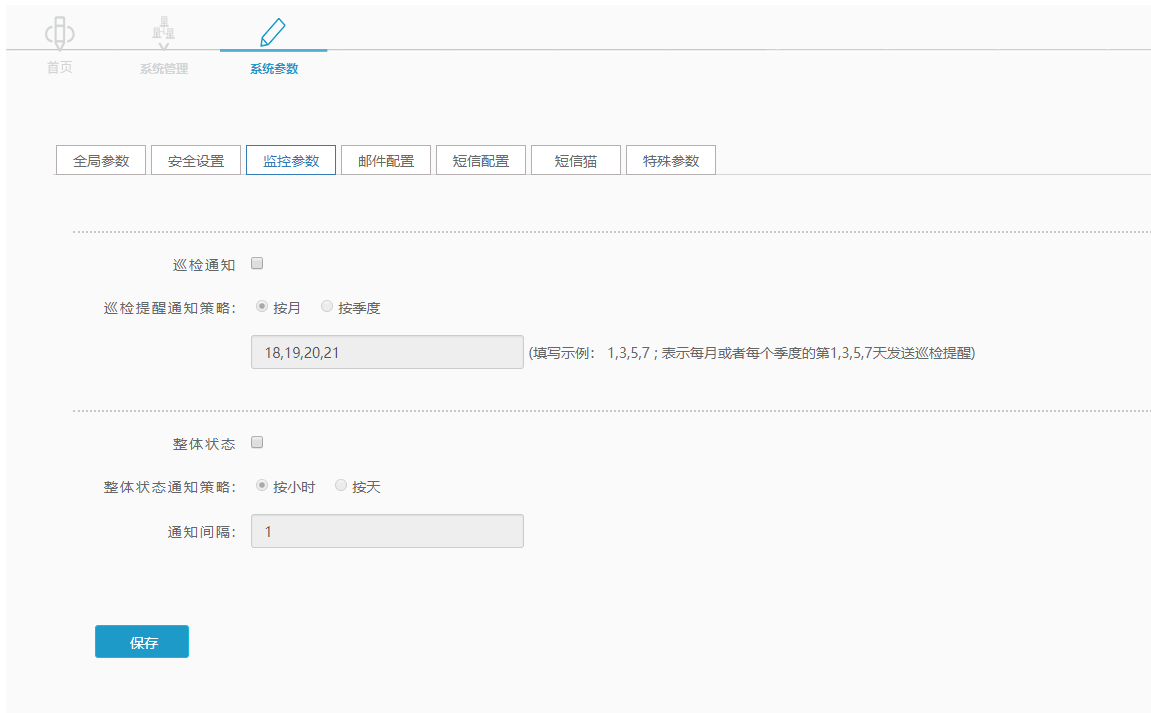 首页 系统管理 系统参数
全局参数 安全设置 监控参数 邮件配置 短信配置 短信猫 特殊参数
巡检通知
巡检提醒通知策略: 按月 按季度
18,19,20,21 (填写示例: 1,3,5,7 ; 表示每月或者每个季度的第1,3,5,7天发送巡检提醒)
整体状态
整体状态通知策略: 按小时 按天
通知间隔: 1
保存